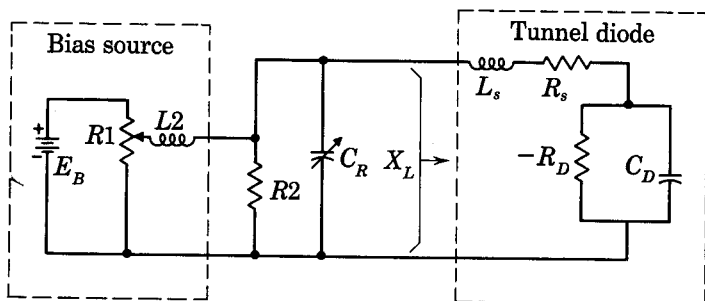 Bias source
Tunnel diode
+
-
E_B
R1
L2
R2
C_R
X_L
L_s
R_s
-R_D
C_D